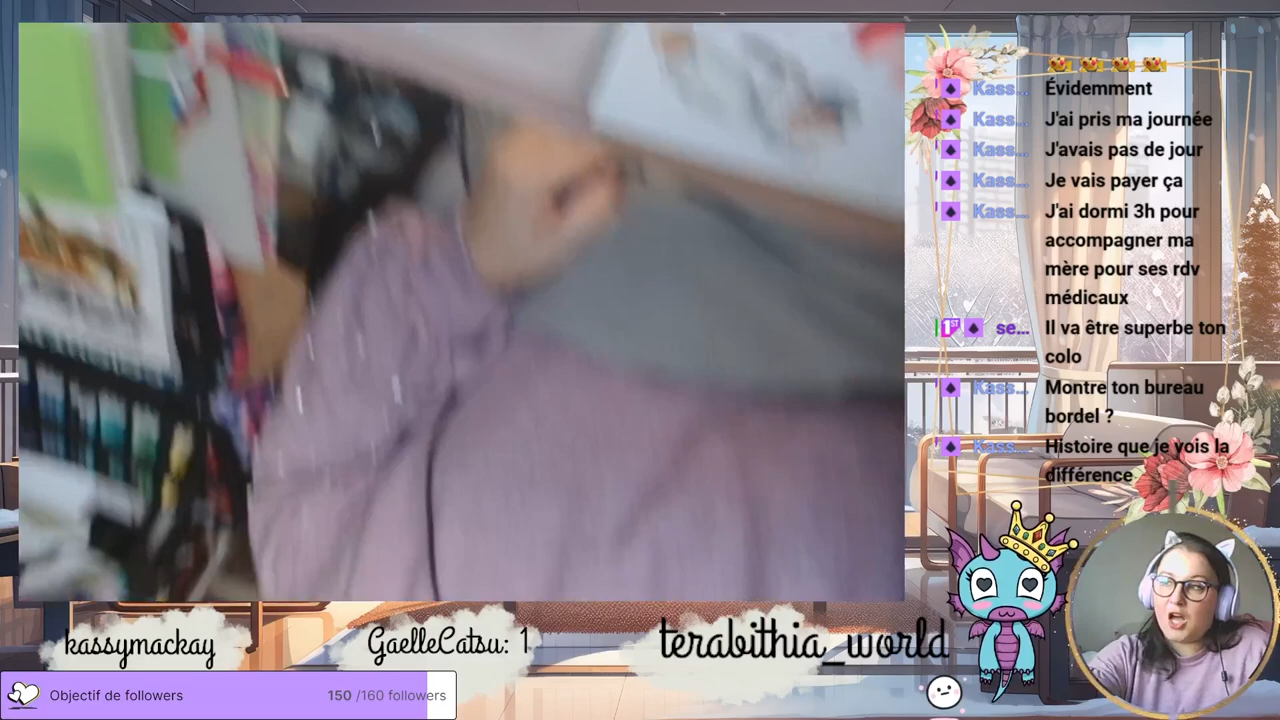 Kass... Évidemment
Kass... J'ai pris ma journée
Kass... J'avais pas de jour
Kass... Je vais payer ça
Kass... J'ai dormi 3h pour
accompagner ma
mère pour ses rdv
médicaux
1ST se... Il va être superbe ton
colo
Kass... Montre ton bureau
bordel ?
Kass... Histoire que je vois la
différence
kassymackay
GaelleCatsu: 1
terabithia_world
Objectif de followers
150 /160 followers